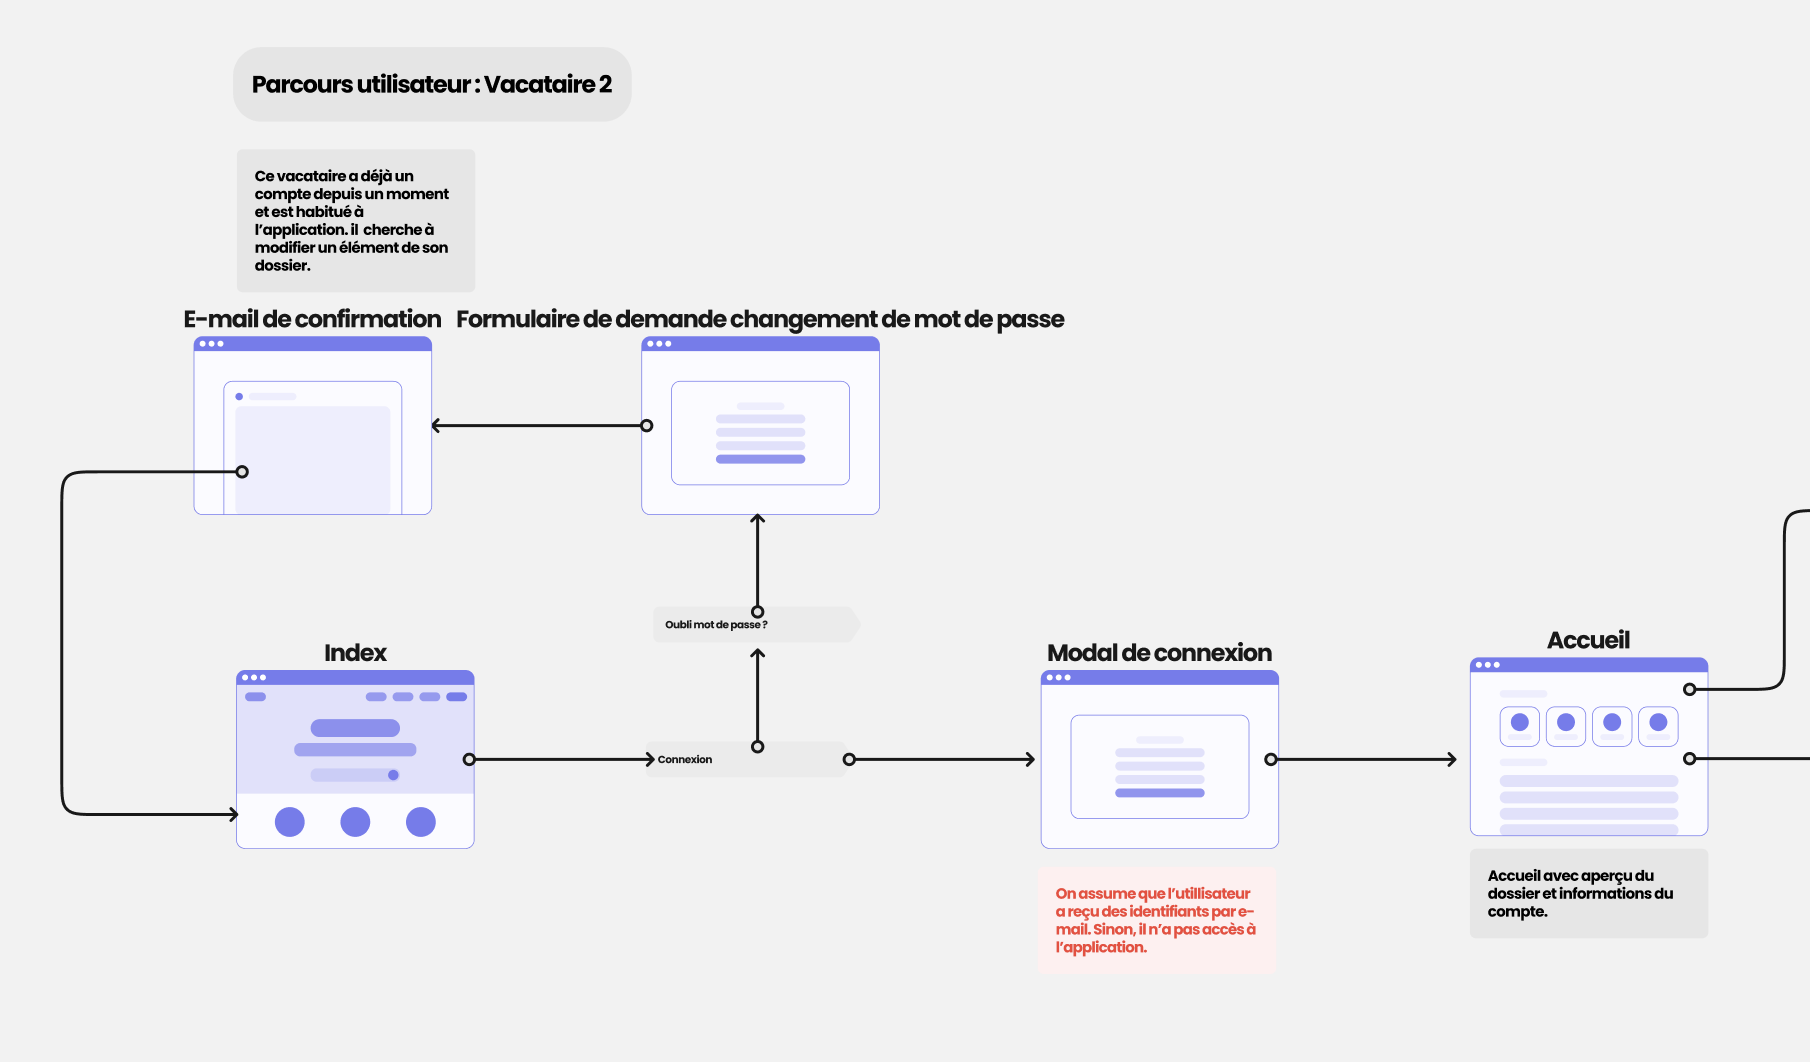 Parcours utilisateur : Vacataire 2
Ce vacataire a déjà un
compte depuis un moment
et est habitué à
l’application. il  cherche à
modifier un élément de son
dossier.
E-mail de confirmation
Formulaire de demande changement de mot de passe
Oubli mot de passe ?
Index
Connexion
Modal de connexion
Accueil
On assume que l’utillisateur
a reçu des identifiants par e-
mail. Sinon, il n’a pas accès à
l’application.
Accueil avec aperçu du
dossier et informations du
compte.